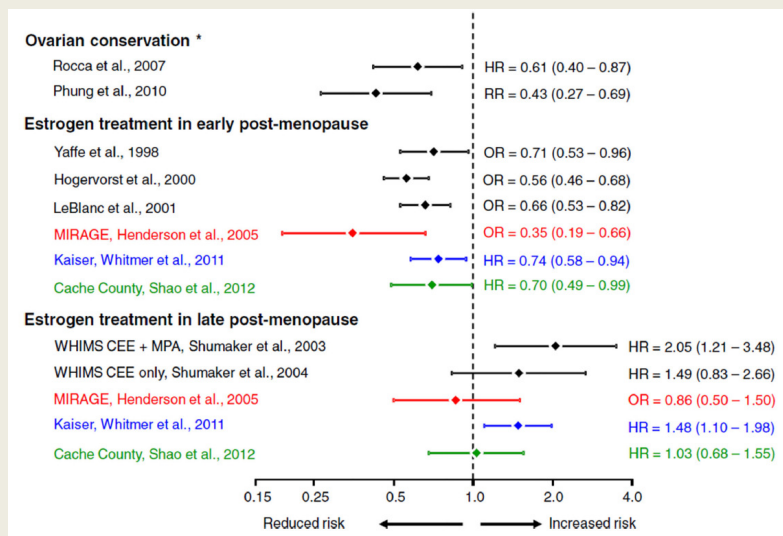 Ovarian conservation *
Rocca et al., 2007 HR = 0.61 (0.40 – 0.87)
Phung et al., 2010 RR = 0.43 (0.27 – 0.69)
Estrogen treatment in early post-menopause
Yaffe et al., 1998 OR = 0.71 (0.53 – 0.96)
Hogervorst et al., 2000 OR = 0.56 (0.46 – 0.68)
LeBlanc et al., 2001 OR = 0.66 (0.53 – 0.82)
MIRAGE, Henderson et al., 2005 OR = 0.35 (0.19 – 0.66)
Kaiser, Whitmer et al., 2011 HR = 0.74 (0.58 – 0.94)
Cache County, Shao et al., 2012 HR = 0.70 (0.49 – 0.99)
Estrogen treatment in late post-menopause
WHIMS CEE + MPA, Shumaker et al., 2003 HR = 2.05 (1.21 – 3.48)
WHIMS CEE only, Shumaker et al., 2004 HR = 1.49 (0.83 – 2.66)
MIRAGE, Henderson et al., 2005 OR = 0.86 (0.50 – 1.50)
Kaiser, Whitmer et al., 2011 HR = 1.48 (1.10 – 1.98)
Cache County, Shao et al., 2012 HR = 1.03 (0.68 – 1.55)
0.15 0.25 0.5 1.0 2.0 4.0
Reduced risk Increased risk